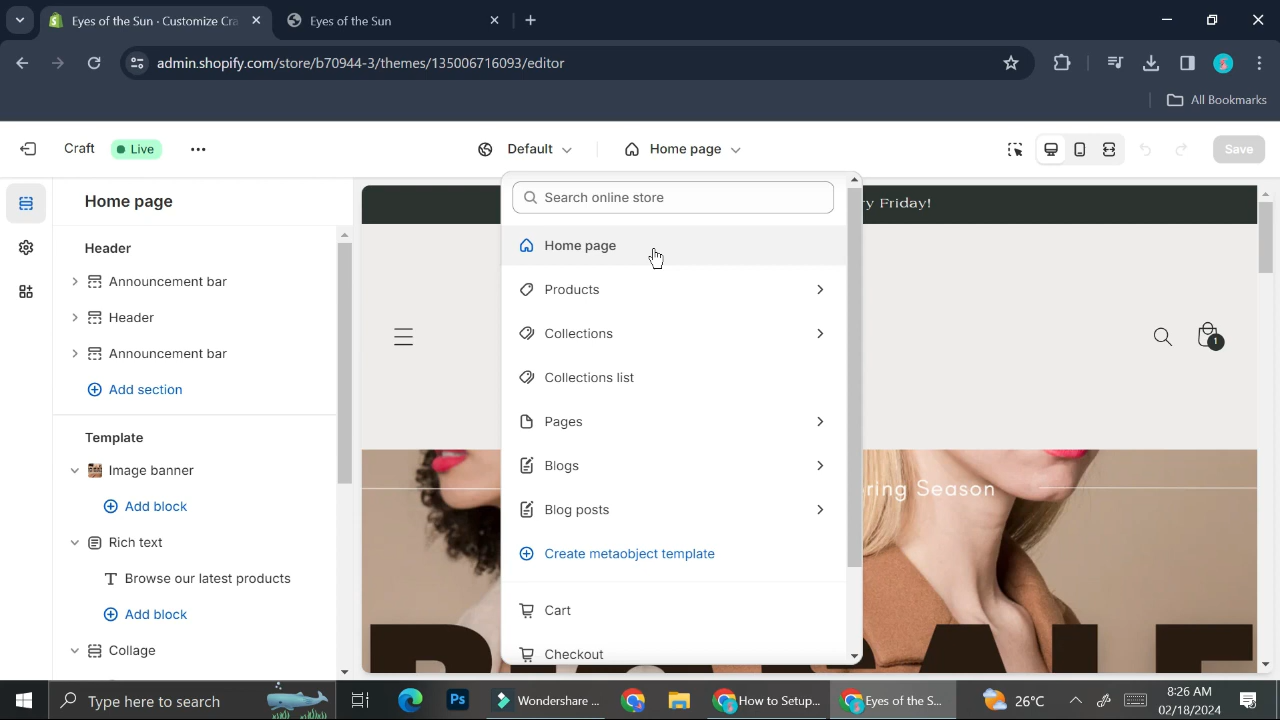 Eyes of the Sun · Customize Cra
Eyes of the Sun
admin.shopify.com/store/b70944-3/themes/135006716093/editor
All Bookmarks
Craft
Live
Default
Home page
Save
Home page
Header
Announcement bar
Header
Announcement bar
Add section
Template
Image banner
Add block
Rich text
Browse our latest products
Add block
Collage
Search online store
Home page
Products
Collections
Collections list
Pages
Blogs
Blog posts
Create metaobject template
Cart
Checkout
ry Friday!
1
ring Season
Type here to search
Ps
Wondershare ...
How to Setup...
Eyes of the S...
26°C
8:26 AM
02/18/2024